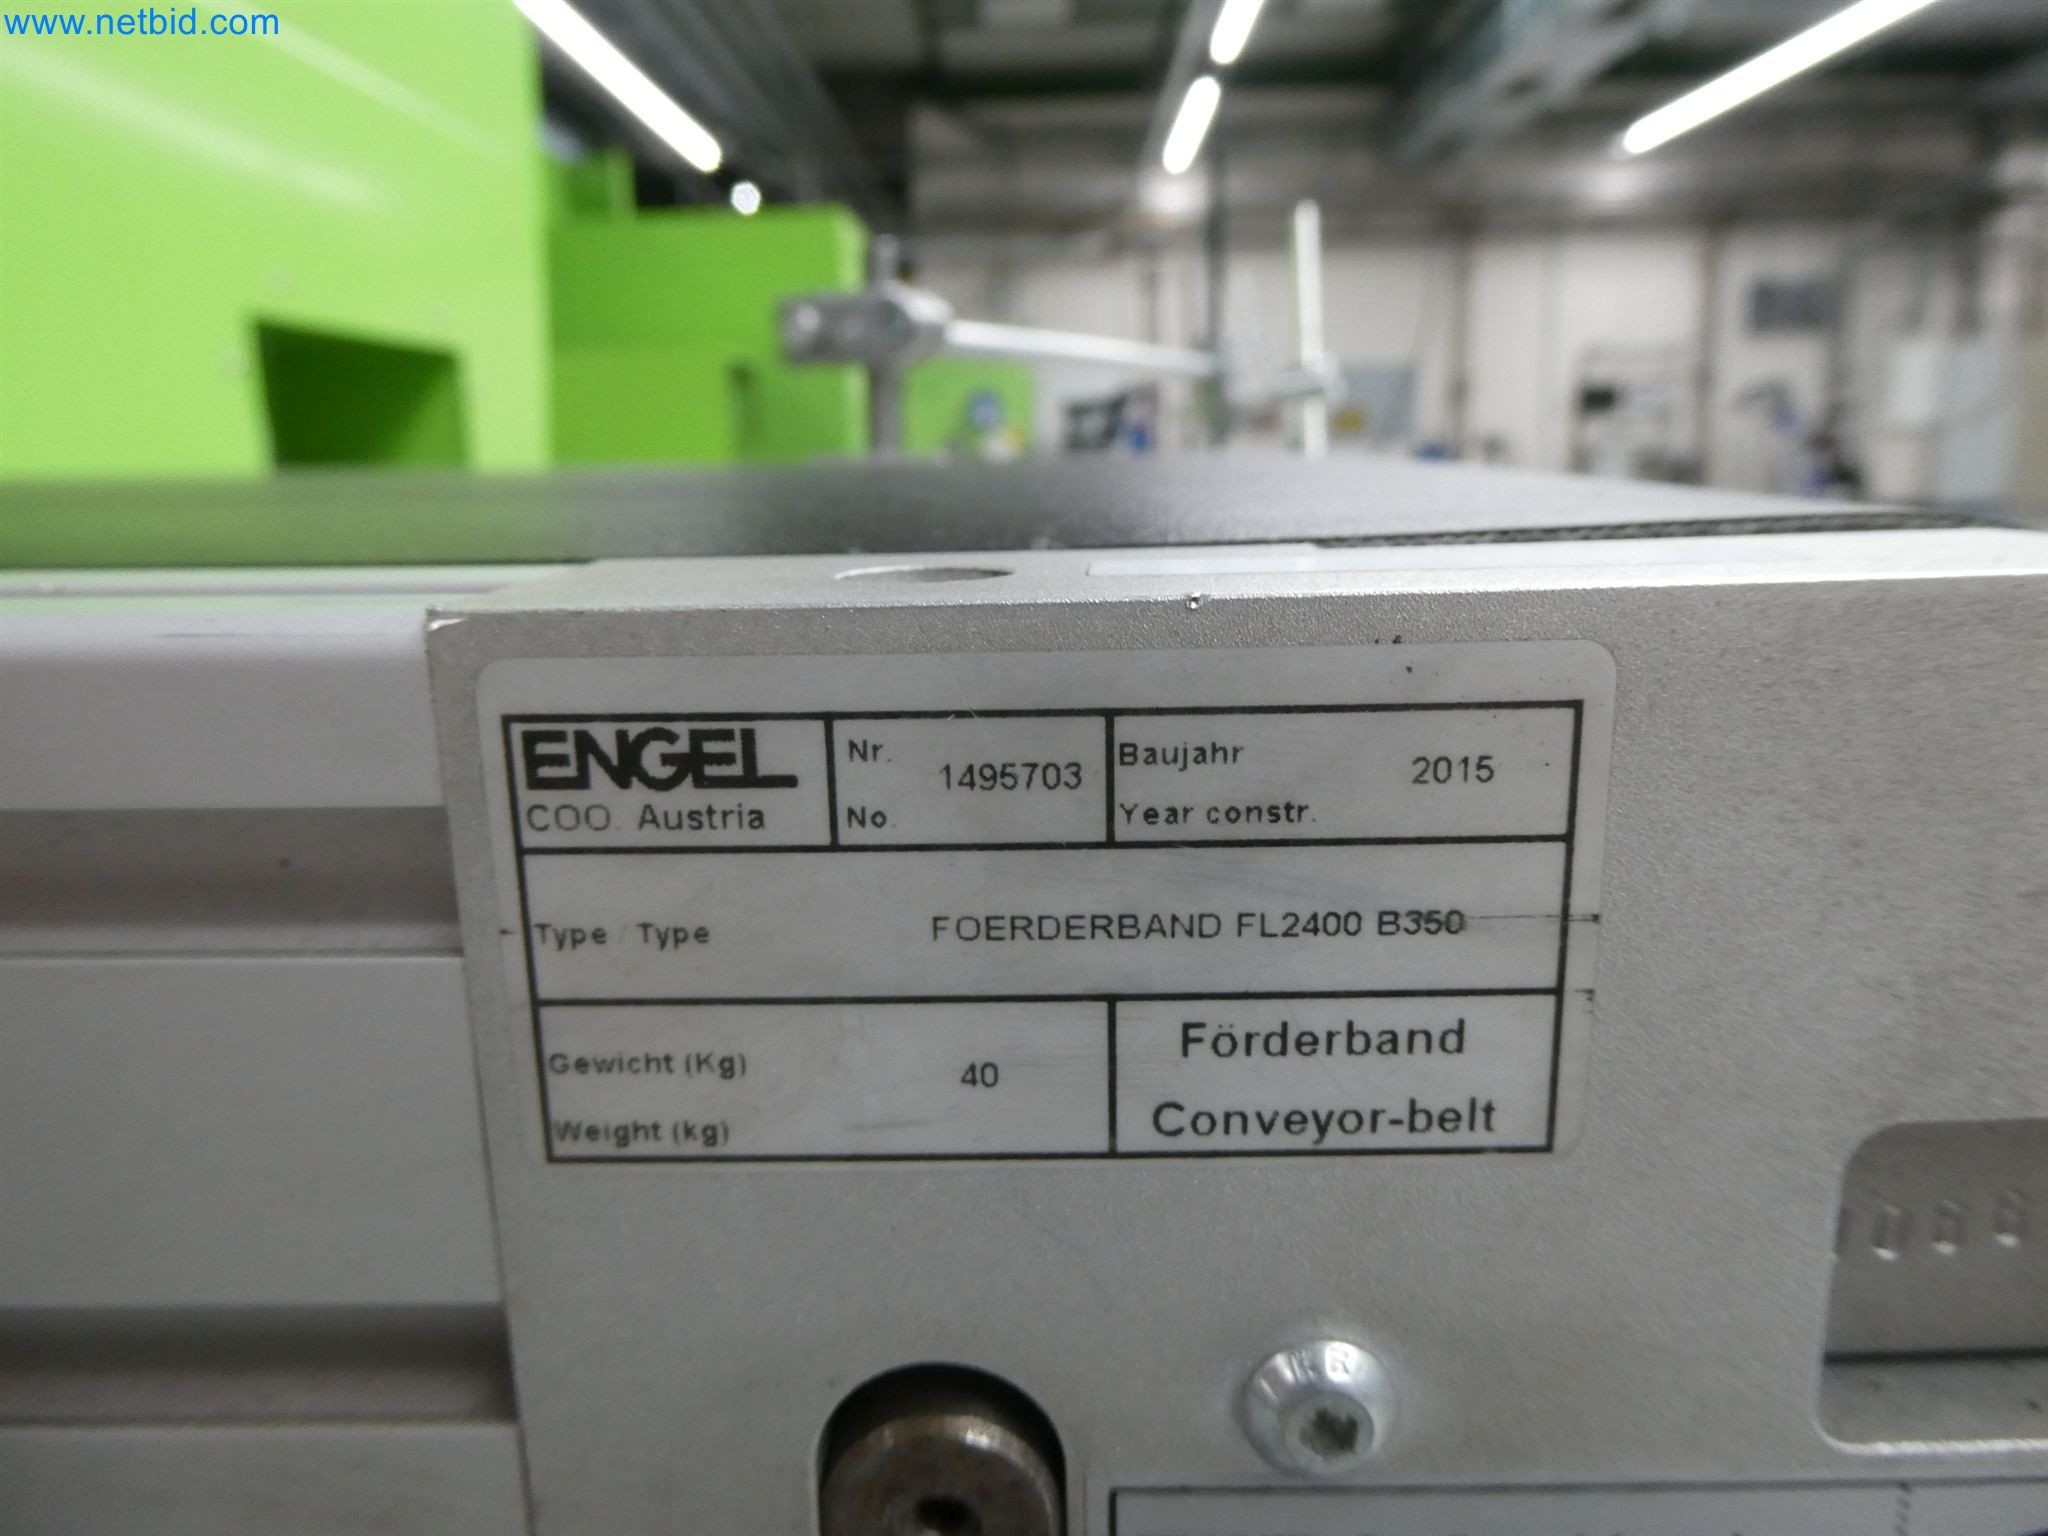 www.netbid.com
ENGEL
COO. Austria
Nr.
No.
1495703
Baujahr
Year constr.
2015
Type / Type
FOERDERBAND FL2400 B350
Gewicht (Kg)
Weight (kg)
40
Förderband
Conveyor-belt